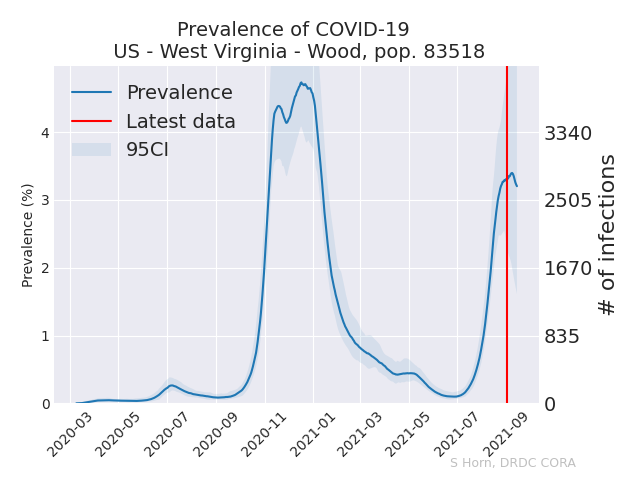 Prevalence of COVID-19
US - West Virginia - Wood, pop. 83518
Prevalence
Latest data
95CI
Prevalence (%)
4
3
2
1
0
3340
2505
1670
835
0
# of infections
2020-03
2020-05
2020-07
2020-09
2020-11
2021-01
2021-03
2021-05
2021-07
2021-09
S Horn, DRDC CORA